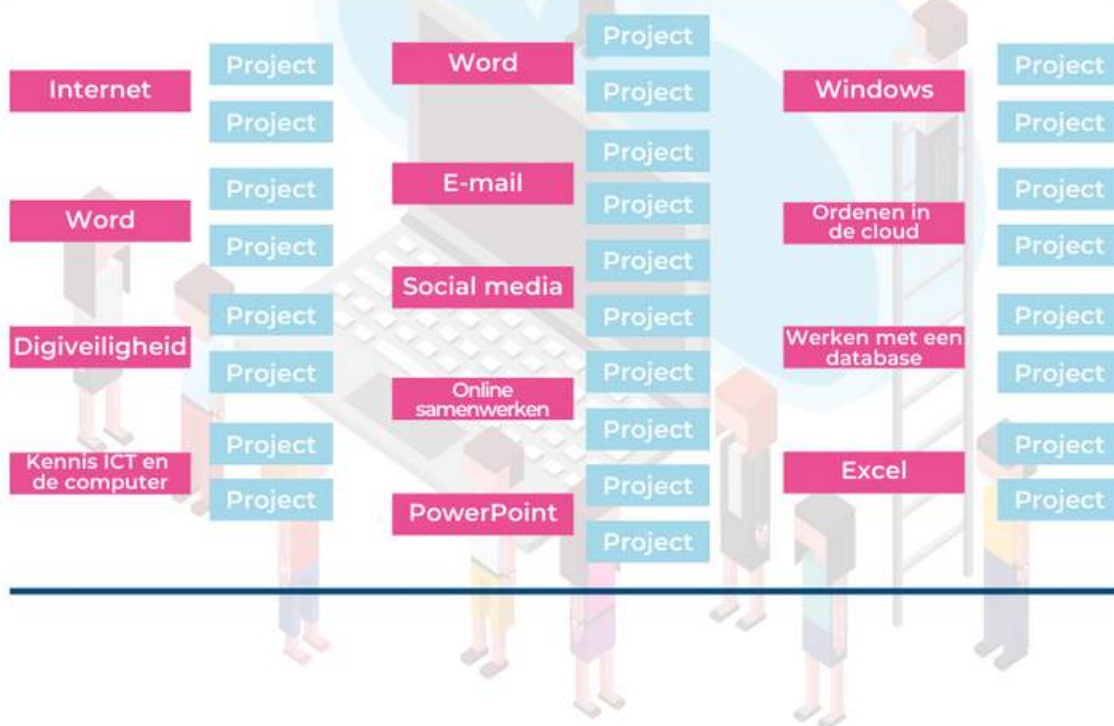 Internet
Project
Project
Word
Project
Project
Digiveiligheid
Project
Project
Kennis ICT en
de computer
Project
Project
Word
Project
Project
E-mail
Project
Project
Social media
Project
Project
Online
samenwerken
Project
Project
PowerPoint
Project
Project
Windows
Project
Project
Ordenen in
de cloud
Project
Project
Werken met een
database
Project
Project
Excel
Project
Project